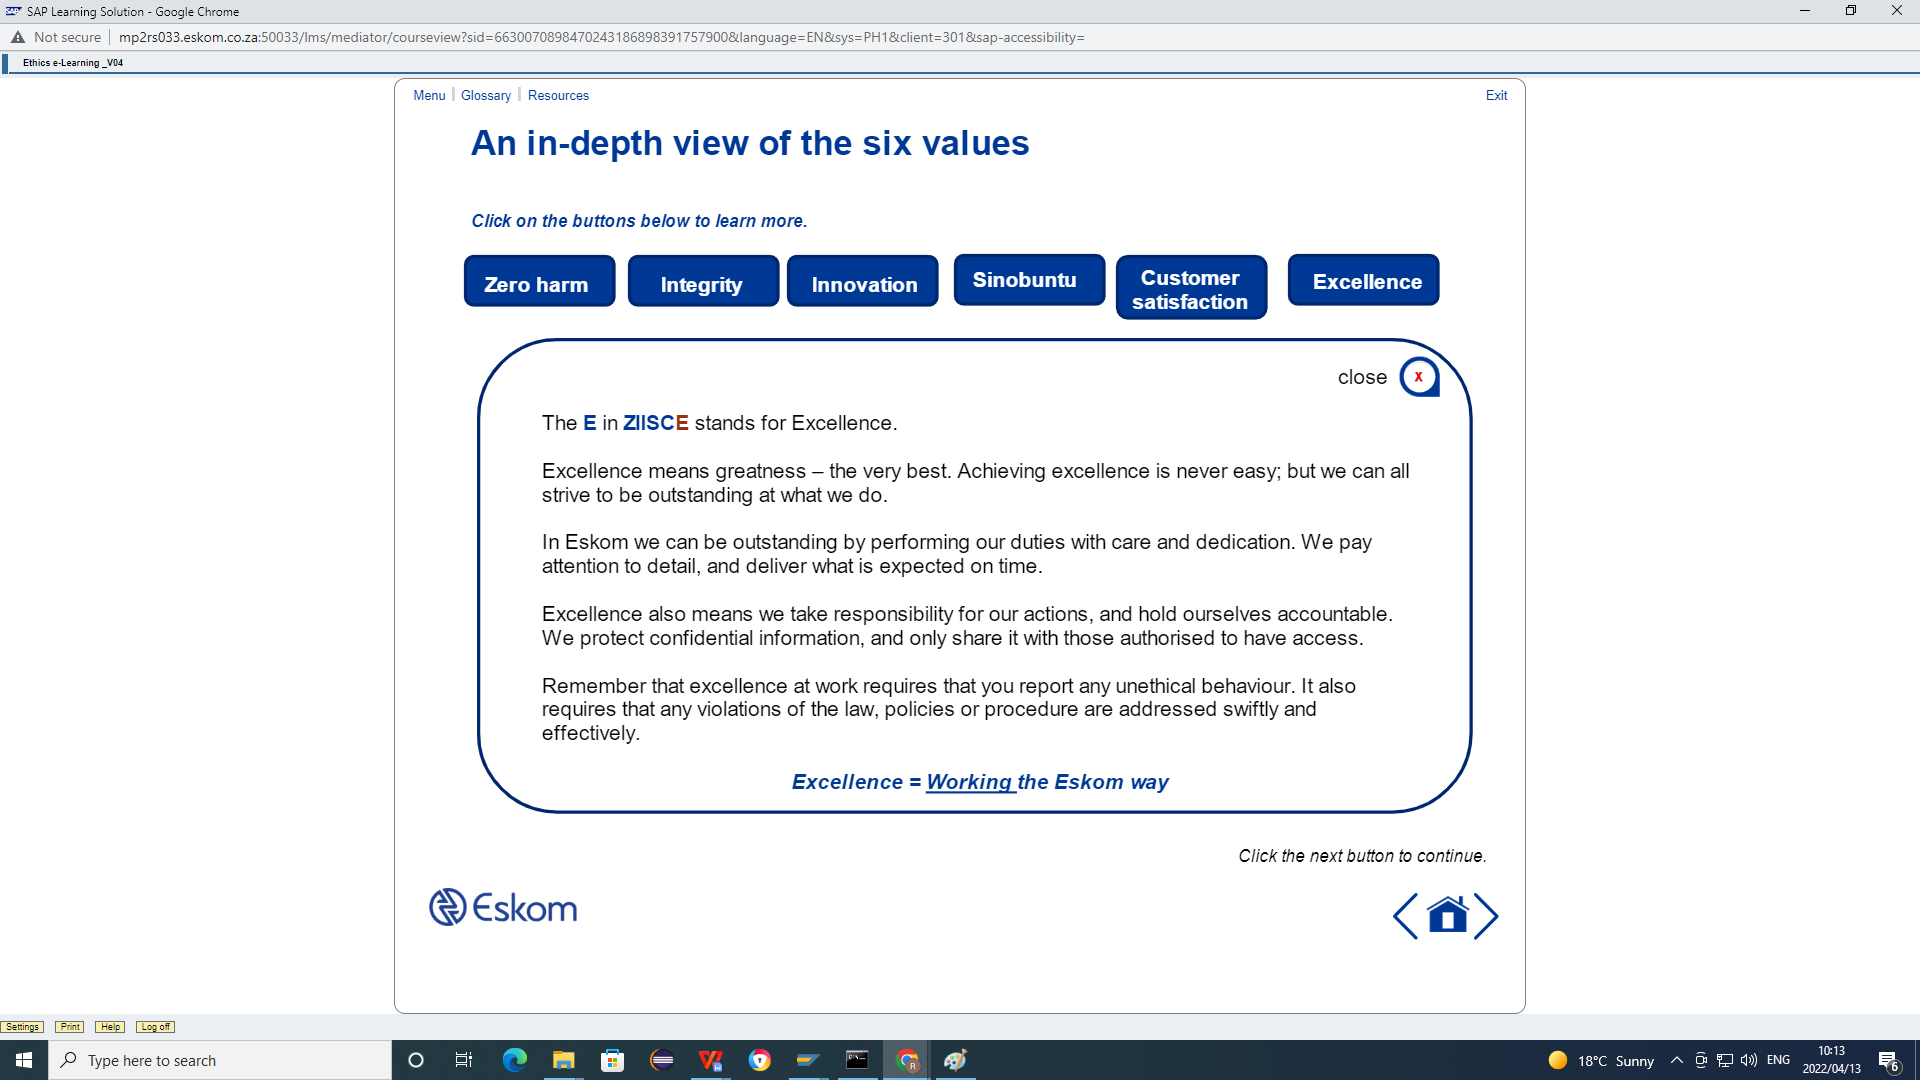 SAP Learning Solution - Google Chrome
Not secure
mp2rs033.eskom.co.za:50033/lms/mediator/courseview?sid=66300708984702431868983917579​00&language=EN&sys=PH1&client=301&sap-accessibility=
Ethics e-Learning _V04
Menu Glossary Resources Exit
An in-depth view of the six values
Click on the buttons below to learn more.
Zero harm
Integrity
Innovation
Sinobuntu
Customer
satisfaction
Excellence
close X
The E in ZIISCE stands for Excellence.
Excellence means greatness – the very best. Achieving excellence is never easy; but we can all
strive to be outstanding at what we do.
In Eskom we can be outstanding by performing our duties with care and dedication. We pay
attention to detail, and deliver what is expected on time.
Excellence also means we take responsibility for our actions, and hold ourselves accountable.
We protect confidential information, and only share it with those authorised to have access.
Remember that excellence at work requires that you report any unethical behaviour. It also
requires that any violations of the law, policies or procedure are addressed swiftly and
effectively.
Excellence = Working the Eskom way
Click the next button to continue.
Eskom
Settings Print Help Log off
Type here to search
18°C Sunny
ENG
10:13
2022/04/13
6